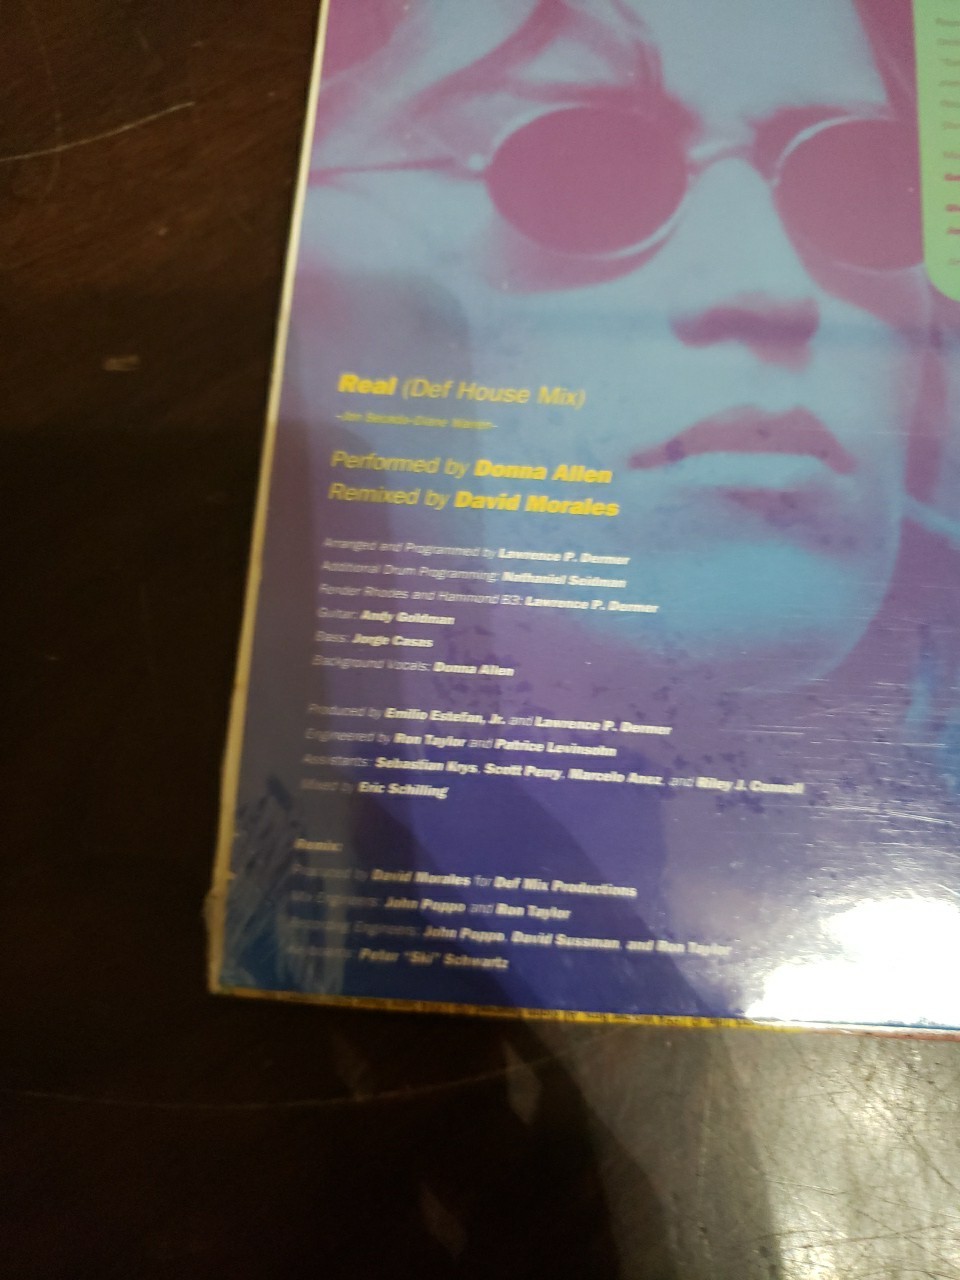 Real (Def House Mix)
Performed by Donna Allen
Remixed by David Morales
Arranged and Programmed by Lawrence P. Dermer
Additional Drum Programming: Nathaniel Seidman
Fender Rhodes and Hammond B3: Lawrence P. Dermer
Guitar: Andy Goldman
Bass: Jorge Casas
Background Vocals: Donna Allen
Produced by Emilio Estefan, Jr. and Lawrence P. Dermer
Engineered by Ron Taylor and Patrice Levinsohn
Assistants: Sebastian Krys, Scott Perry, Marcelo Anez, and Riley J. Connell
Mixed by Eric Schilling
Remix:
Produced by David Morales for Def Mix Productions
Mix Engineers: John Poppo and Ron Taylor
Engineers: John Poppo, David Sussman, and Ron Taylor
Peter "Ski" Schwartz